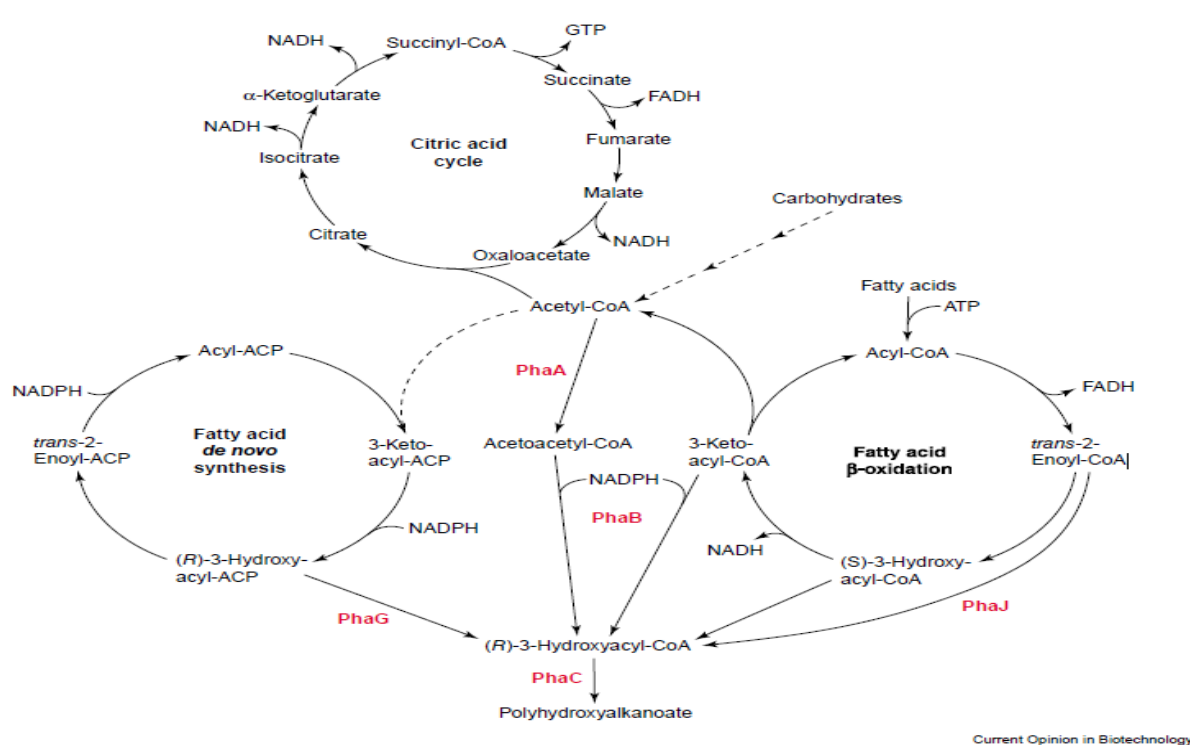 GTP
NADH
Succinyl-CoA
Succinate
α-Ketoglutarate
FADH
NADH
Citric acid
cycle
Fumarate
Isocitrate
Malate
Carbohydrates
Citrate
NADH
Oxaloacetate
Acetyl-CoA
Fatty acids
ATP
Acyl-ACP
Acyl-CoA
PhaA
NADPH
FADH
trans-2-
Enoyl-ACP
Fatty acid
de novo
synthesis
3-Keto-
acyl-ACP
Acetoacetyl-CoA
3-Keto-
acyl-CoA
Fatty acid
β-oxidation
trans-2-
Enoyl-CoA
NADPH
PhaB
NADPH
NADH
(R)-3-Hydroxy-
acyl-ACP
(S)-3-Hydroxy-
acyl-CoA
PhaJ
PhaG
(R)-3-Hydroxyacyl-CoA
PhaC
Polyhydroxyalkanoate
Current Opinion in Biotechnology